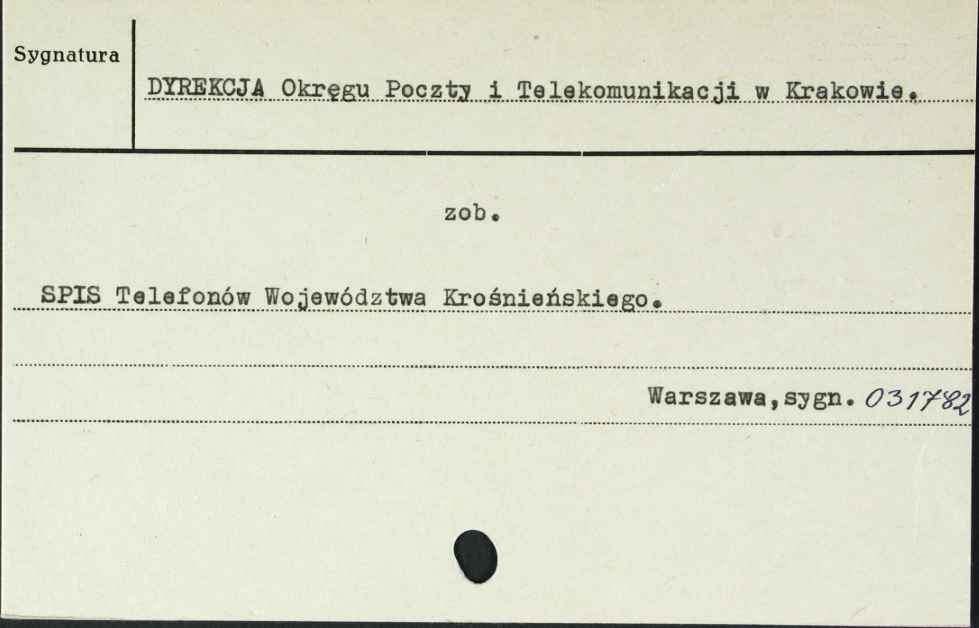 Sygnatura
DYREKCJA Okręgu Poczty i Telekomunikacji w Krakowie.
zob.
SPIS Telefonów Województwa Krośnieńskiego.
Warszawa,sygn. 031782